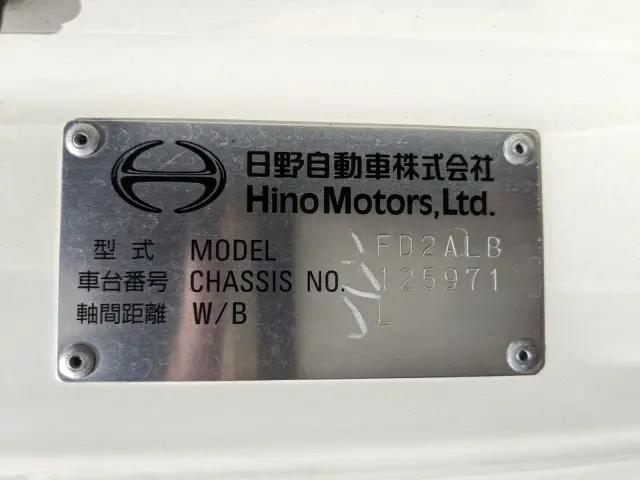 日野自動車株式会社
Hino Motors, Ltd.
型式 MODEL FD2ALB
車台番号 CHASSIS NO. 125971
軸間距離 W/B L